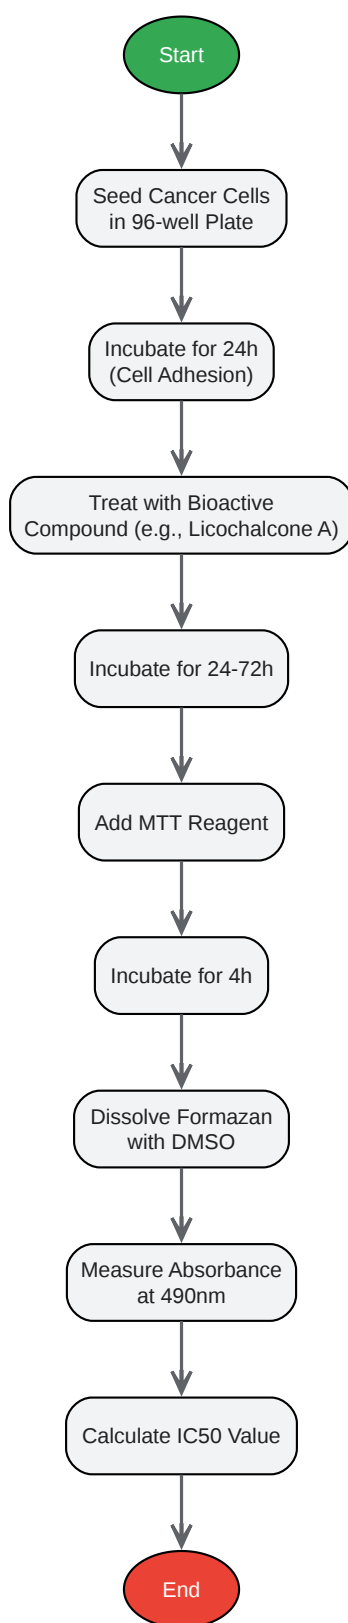 Start
Seed Cancer Cells
in 96-well Plate
Incubate for 24h
(Cell Adhesion)
Treat with Bioactive
Compound (e.g., Licochalcone A)
Incubate for 24-72h
Add MTT Reagent
Incubate for 4h
Dissolve Formazan
with DMSO
Measure Absorbance
at 490nm
Calculate IC50 Value
End